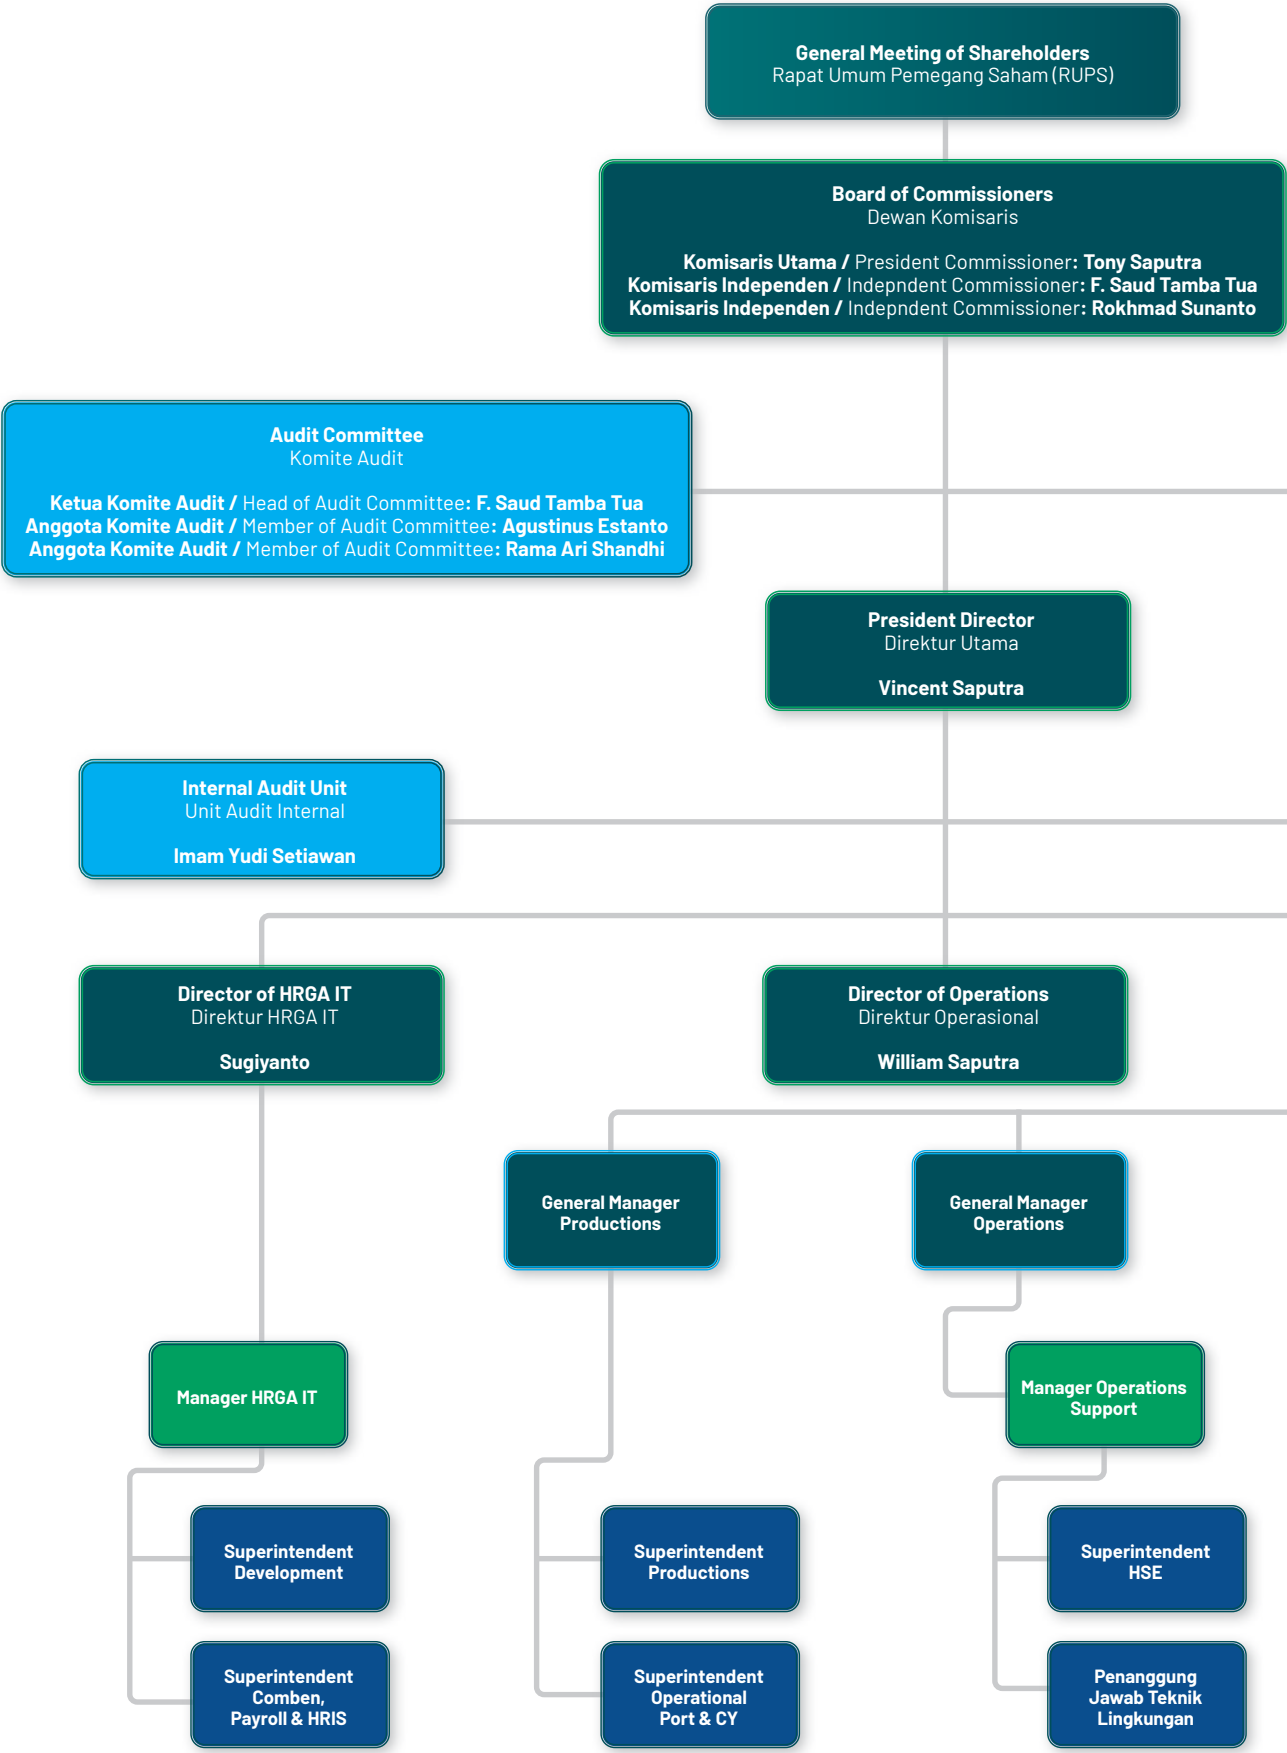 General Meeting of Shareholders
Rapat Umum Pemegang Saham (RUPS)
Board of Commissioners
Dewan Komisaris
Komisaris Utama / President Commissioner: Tony Saputra
Komisaris Independen / Indepndent Commissioner: F. Saud Tamba Tua
Komisaris Independen / Indepndent Commissioner: Rokhmad Sunanto
Audit Committee
Komite Audit
Ketua Komite Audit / Head of Audit Committee: F. Saud Tamba Tua
Anggota Komite Audit / Member of Audit Committee: Agustinus Estanto
Anggota Komite Audit / Member of Audit Committee: Rama Ari Shandhi
President Director
Direktur Utama
Vincent Saputra
Internal Audit Unit
Unit Audit Internal
Imam Yudi Setiawan
Director of HRGA IT
Direktur HRGA IT
Sugiyanto
Director of Operations
Direktur Operasional
William Saputra
General Manager
Productions
General Manager
Operations
Manager HRGA IT
Manager Operations
Support
Superintendent
Development
Superintendent
Productions
Superintendent
HSE
Superintendent
Comben,
Payroll & HRIS
Superintendent
Operational
Port & CY
Penanggung
Jawab Teknik
Lingkungan